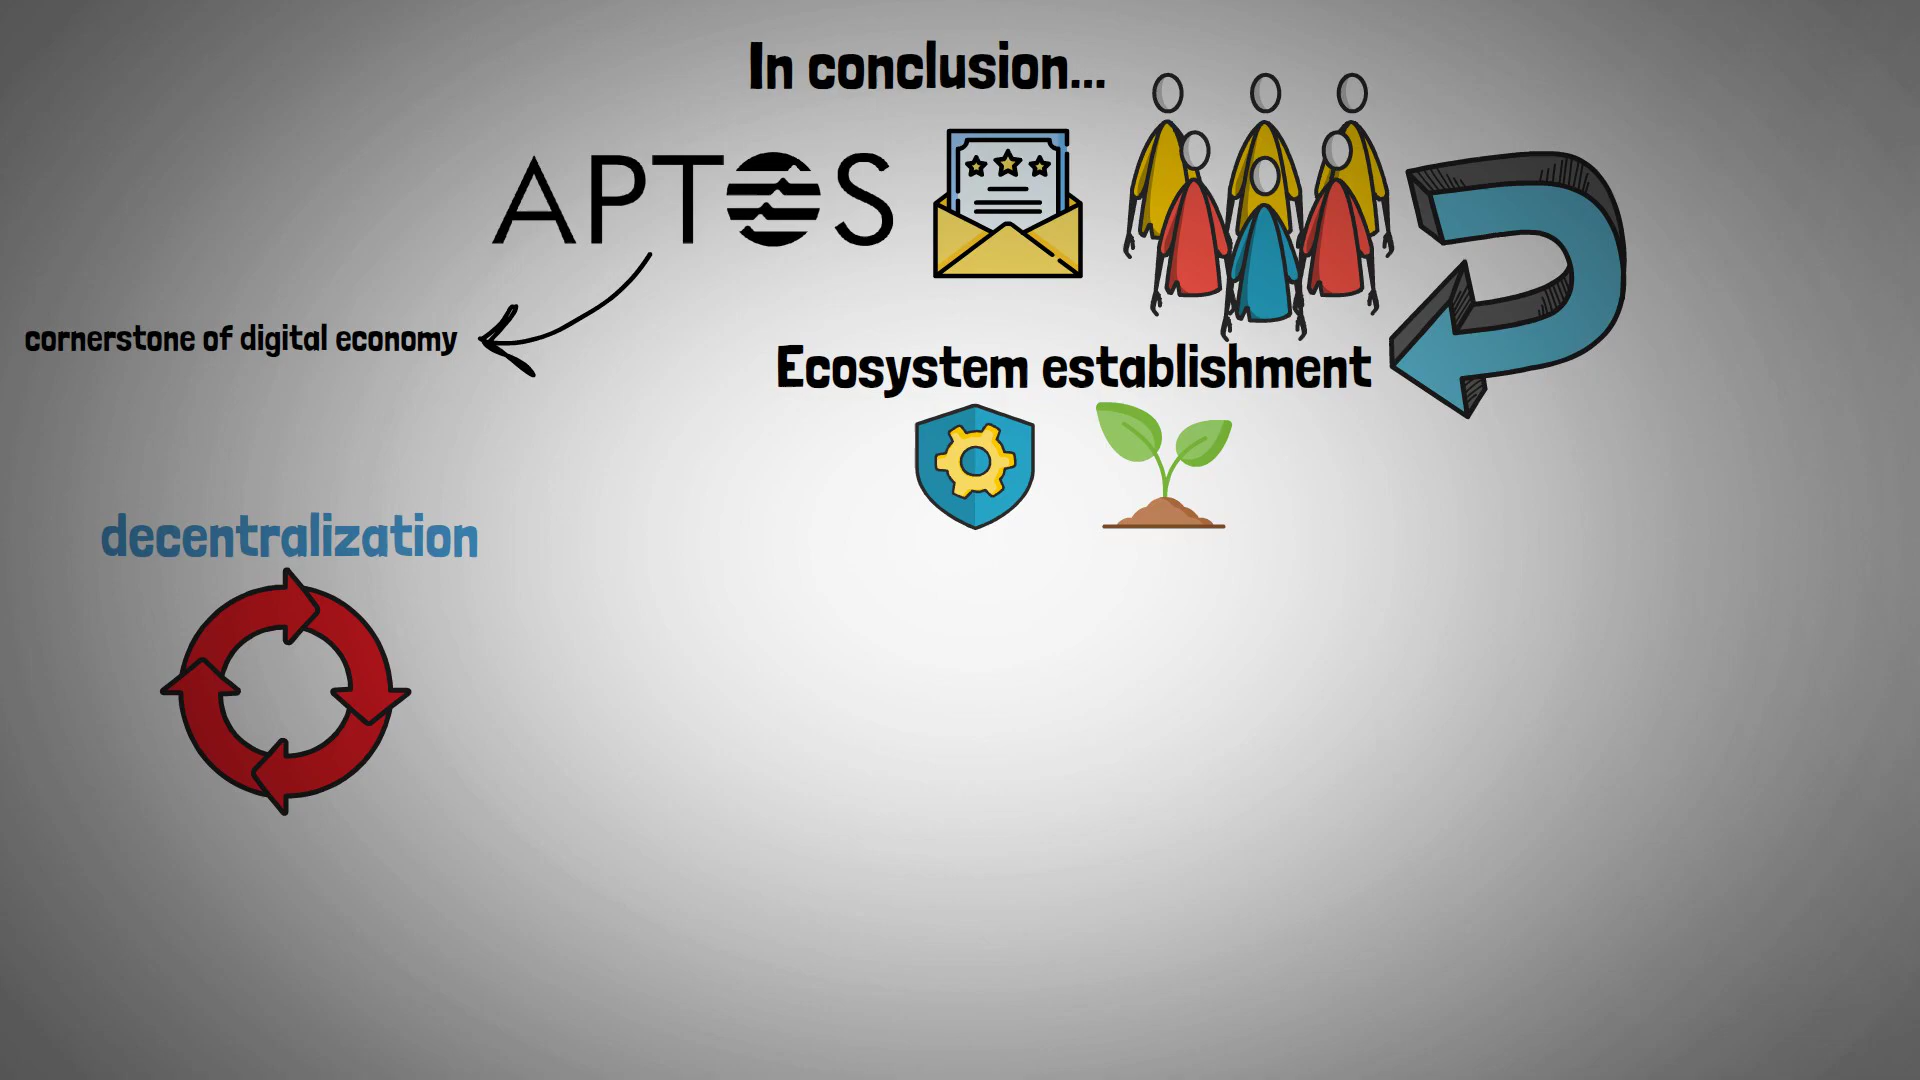 In conclusion...
APTOS
cornerstone of digital economy
Ecosystem establishment
decentralization